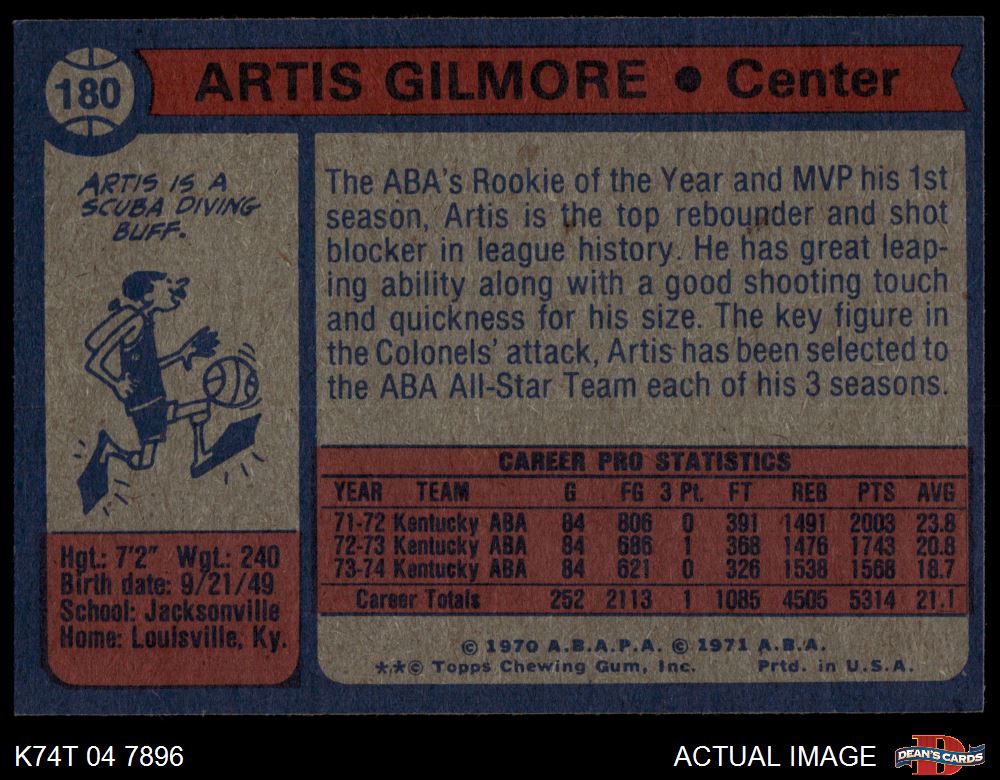 180
ARTIS GILMORE ● Center
ARTIS IS A
SCUBA DIVING
BUFF.
The ABA's Rookie of the Year and MVP his 1st
season, Artis is the top rebounder and shot
blocker in league history. He has great leap-
ing ability along with a good shooting touch
and quickness for his size. The key figure in
the Colonels' attack, Artis has been selected to
the ABA All-Star Team each of his 3 seasons.
Hgt.: 7'2" Wgt.: 240
Birth date: 9/21/49
School: Jacksonville
Home: Louisville, Ky.
CAREER PRO STATISTICS
YEAR TEAM G FG 3 Pt. FT REB PTS AVG
71-72 Kentucky ABA 84 806 0 391 1491 2003 23.8
72-73 Kentucky ABA 84 686 1 368 1476 1743 20.8
73-74 Kentucky ABA 84 621 0 326 1538 1568 18.7
Career Totals 252 2113 1 1085 4505 5314 21.1
© 1970 A.B.A.P.A. © 1971 A.B.A.
**© Topps Chewing Gum, Inc. Prtd. in U.S.A.
K74T 04 7896
ACTUAL IMAGE
D
DEAN'S CARDS